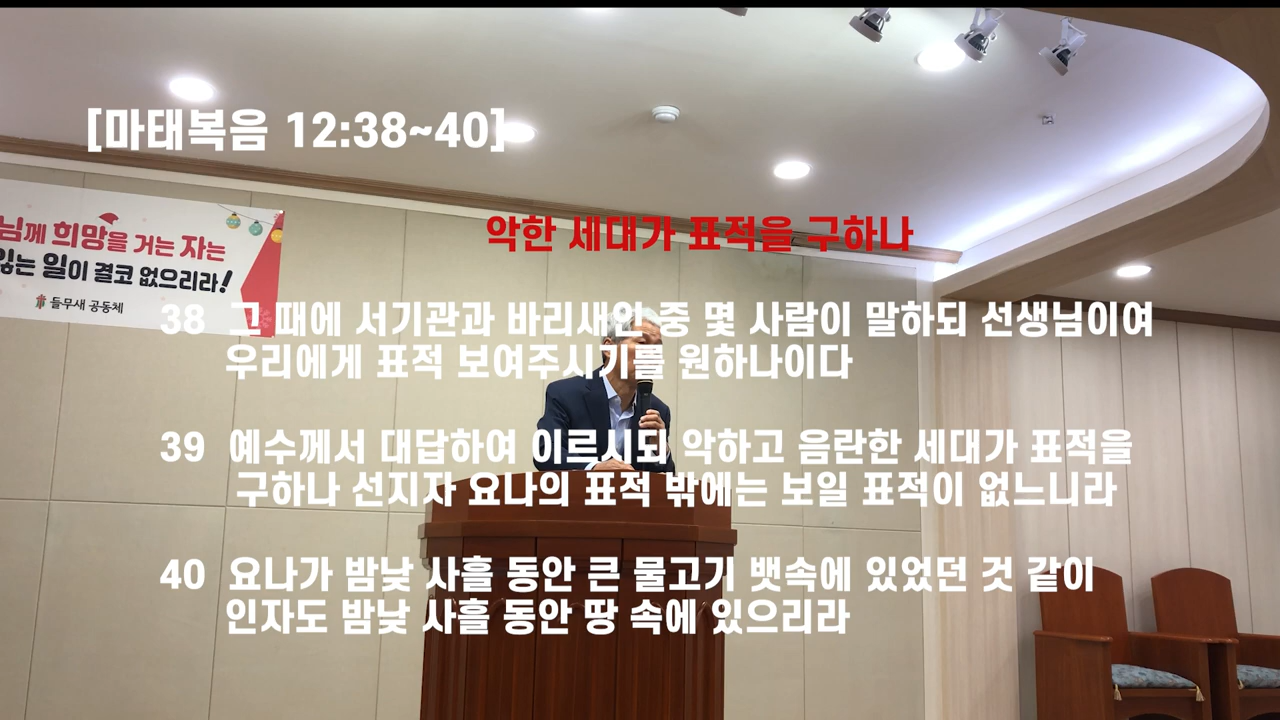 [마태복음 12:38~40]
악한 세대가 표적을 구하나
님께 희망을 거는 자는
잃는 일이 결코 없으리라!
들무새 공동체
38 그 때에 서기관과 바리새인 중 몇 사람이 말하되 선생님이여
우리에게 표적 보여주시기를 원하나이다
39 예수께서 대답하여 이르시되 악하고 음란한 세대가 표적을
구하나 선지자 요나의 표적 밖에는 보일 표적이 없느니라
40 요나가 밤낮 사흘 동안 큰 물고기 뱃속에 있었던 것 같이
인자도 밤낮 사흘 동안 땅 속에 있으리라